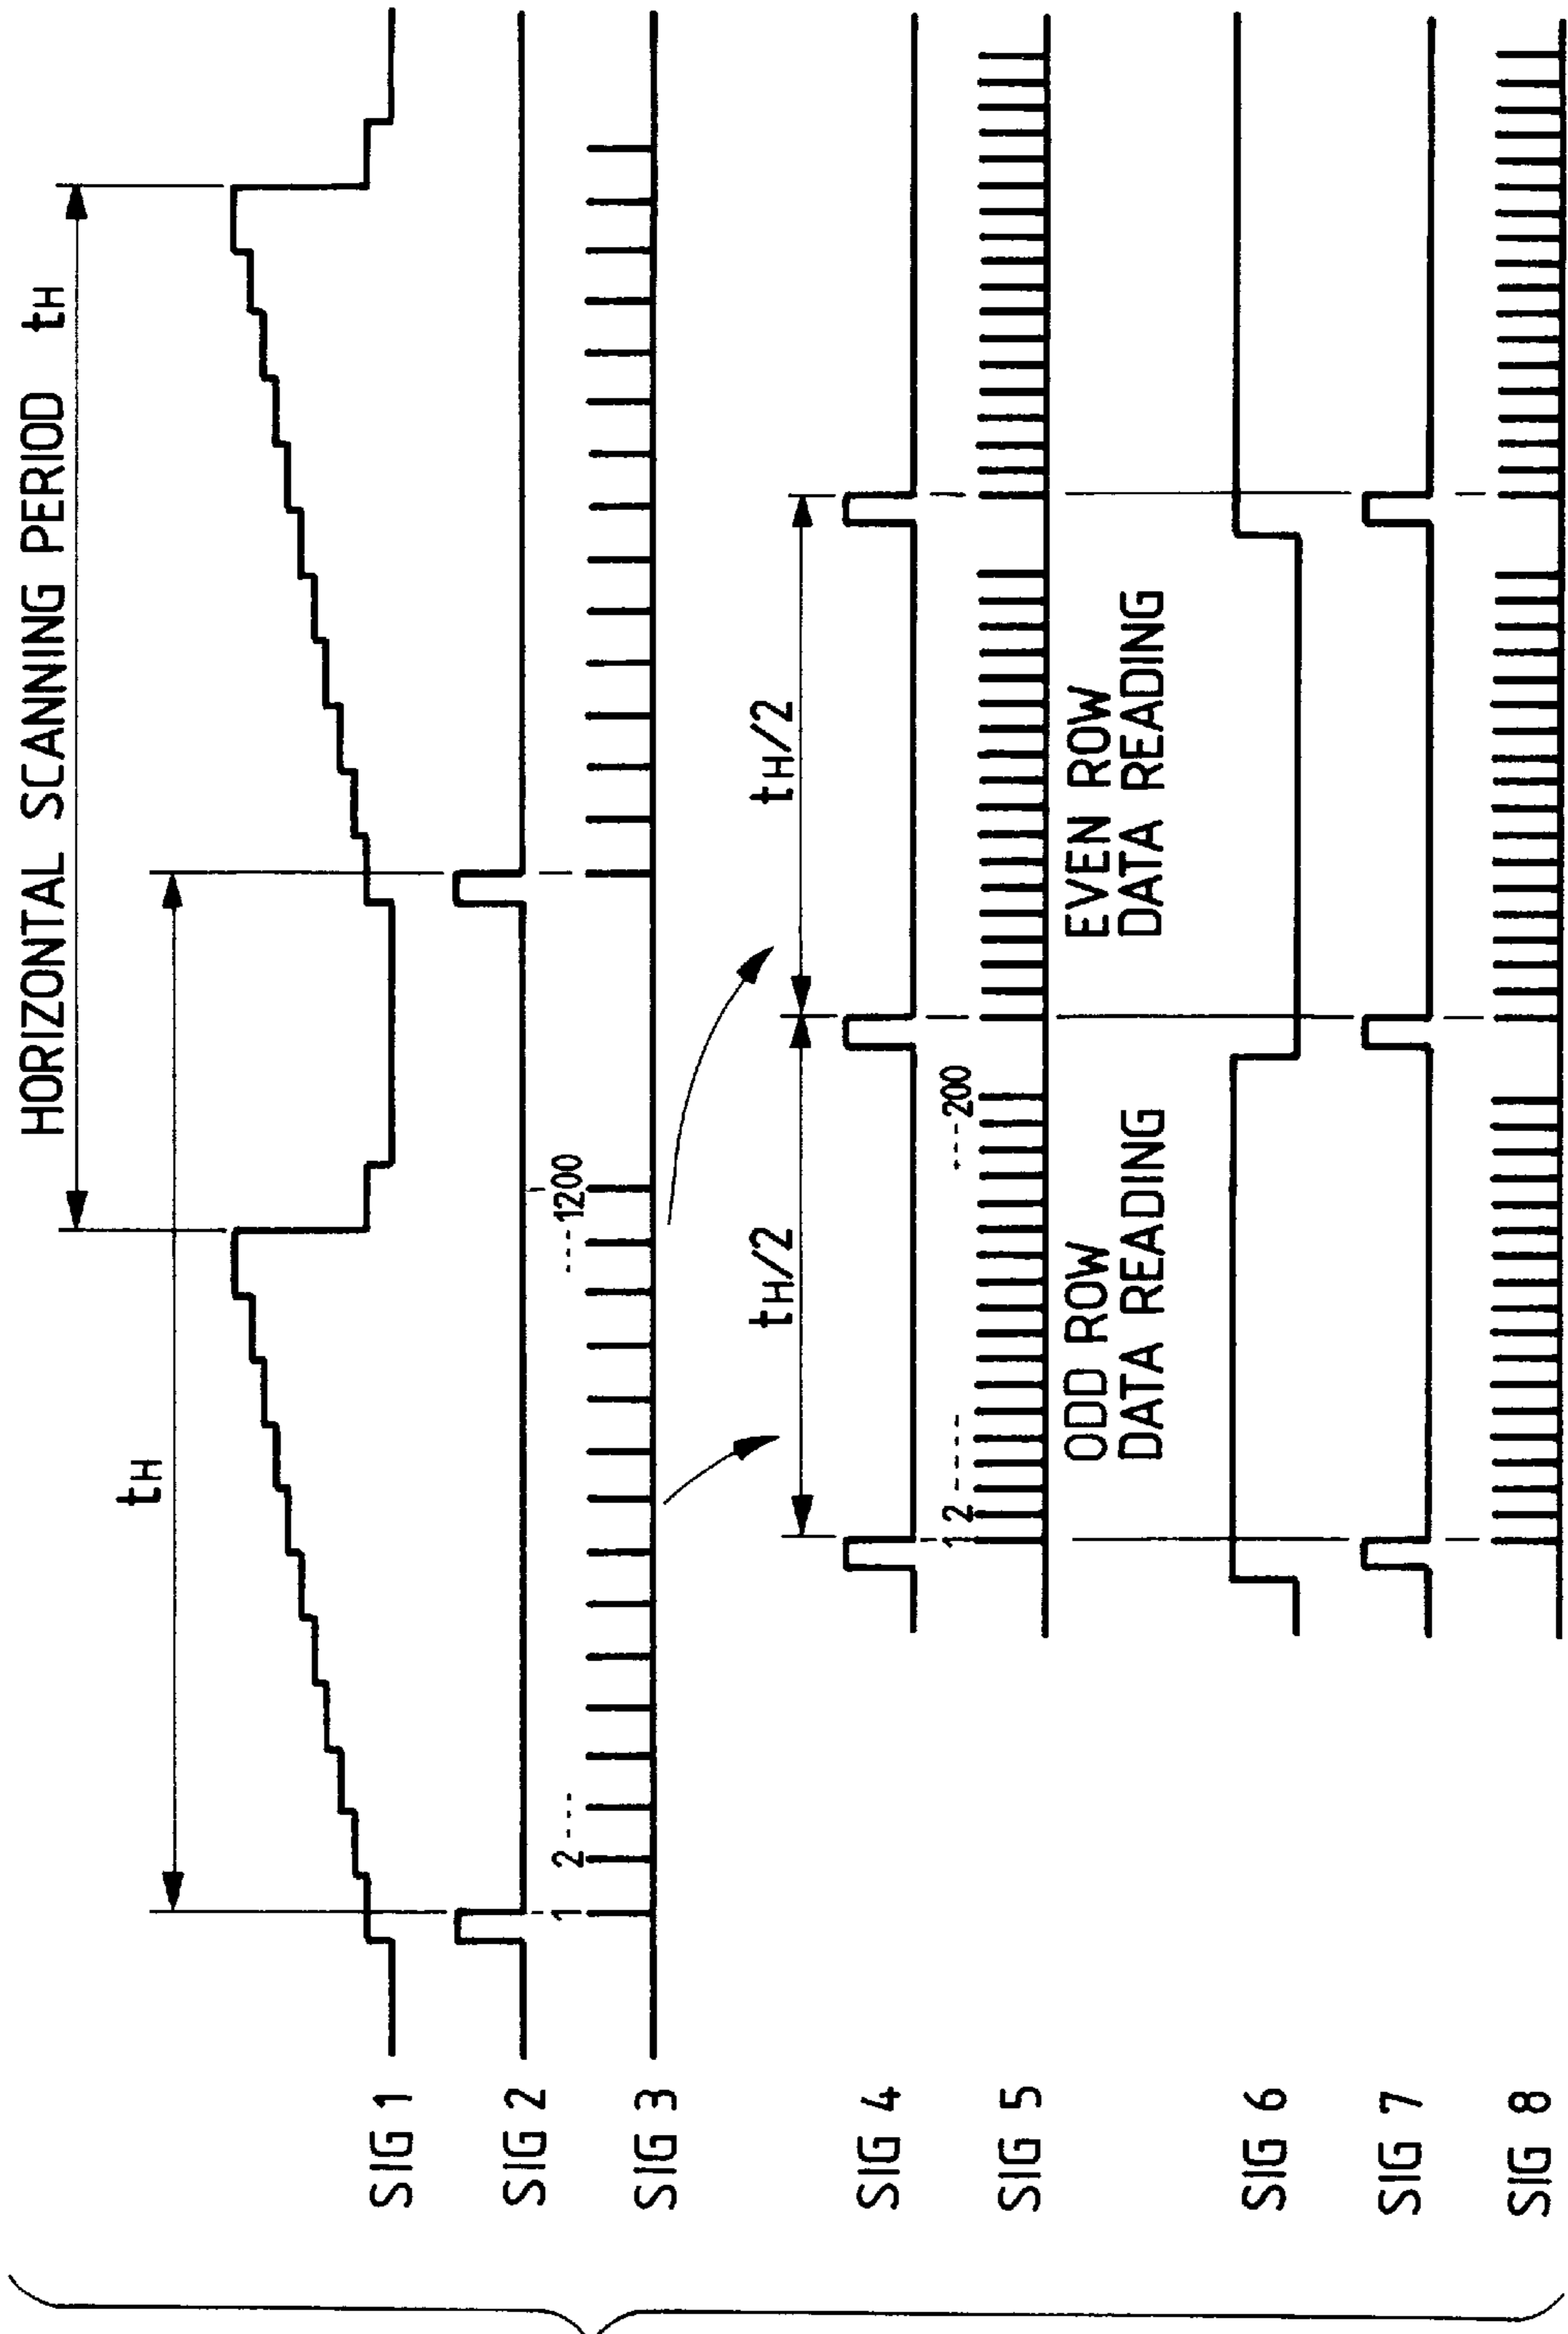 HORIZONTAL SCANNING PERIOD tH
tH
SIG 1
SIG 2
1 2 --- --- 1200
SIG 3
tH/2 tH/2
SIG 4
1 2 ---- --- 200
SIG 5
ODD ROW
DATA READING
EVEN ROW
DATA READING
SIG 6
SIG 7
SIG 8